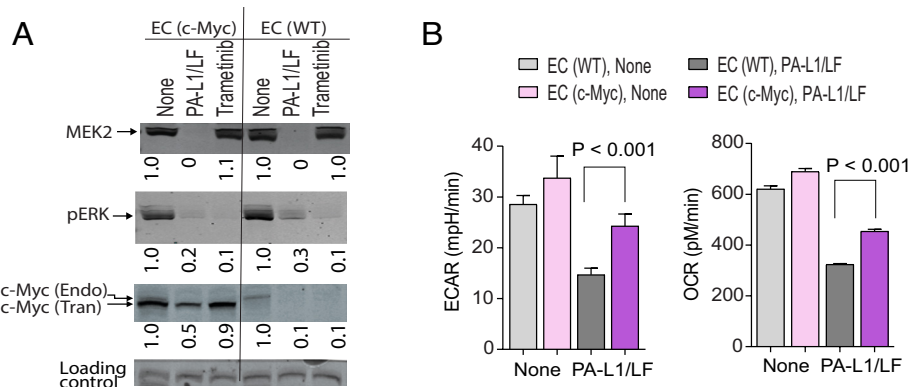 A
EC (c-Myc) EC (WT)
None PA-L1/LF Trametinib None PA-L1/LF Trametinib
MEK2
1.0 0 1.1 1.0 0 1.0
pERK
1.0 0.2 0.1 1.0 0.3 0.1
c-Myc (Endo)
c-Myc (Tran)
1.0 0.5 0.9 1.0 0.1 0.1
Loading
control
B
EC (WT), None EC (WT), PA-L1/LF
EC (c-Myc), None EC (c-Myc), PA-L1/LF
ECAR (mpH/min)
40
30
20
10
0
P < 0.001
None PA-L1/LF
OCR (pM/min)
800
600
400
200
0
P < 0.001
None PA-L1/LF